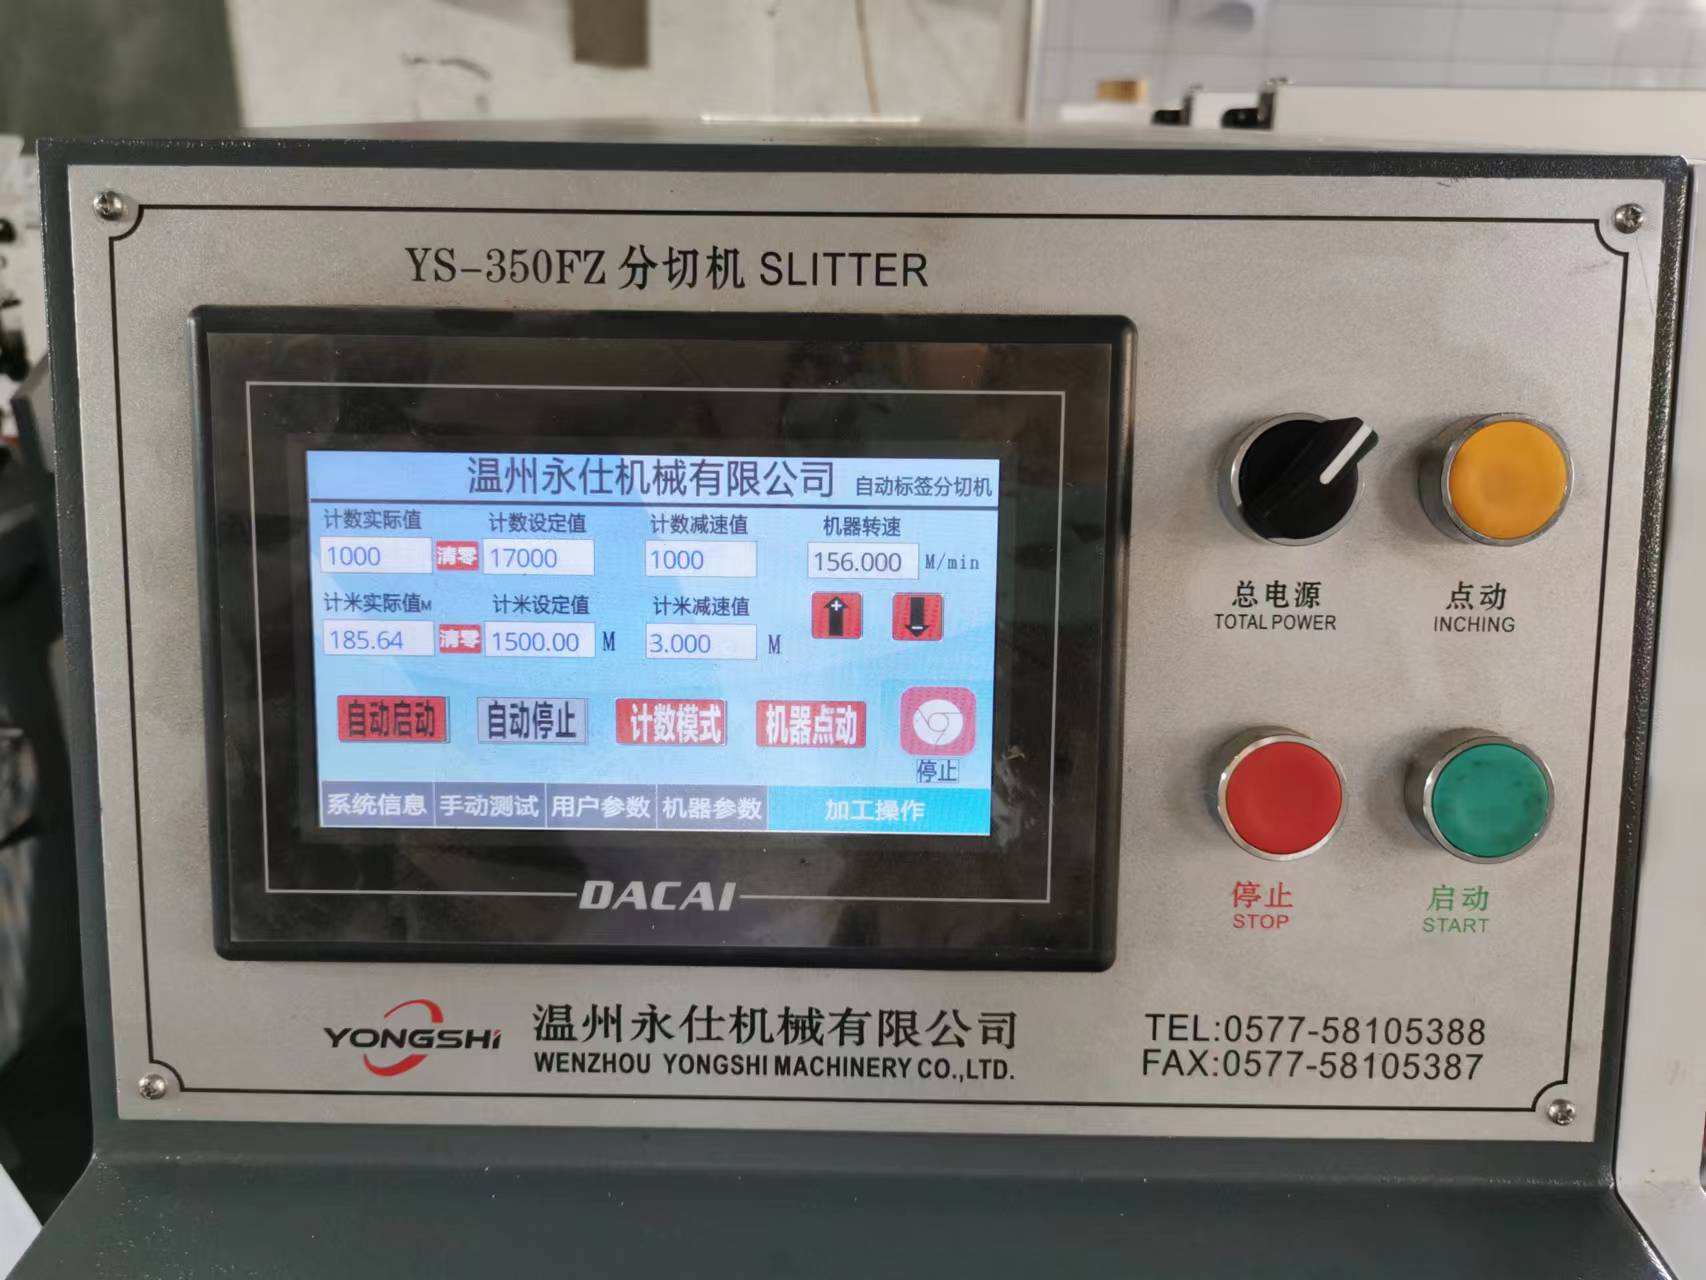 YS-350FZ 分切机 SLITTER
温州永仕机械有限公司 自动标签分切机
计数实际值 计数设定值 计数减速值 机器转速
1000 清零 17000 1000 156.000 M/min
计米实际值M 计米设定值 计米减速值
185.64 清零 1500.00 M 3.000 M
自动启动 自动停止 计数模式 机器点动
停止
系统信息 手动测试 用户参数 机器参数 加工操作
DACAI
总电源 点动
TOTAL POWER INCHING
停止 启动
STOP START
YONGSHi
温州永仕机械有限公司
WENZHOU YONGSHI MACHINERY CO.,LTD.
TEL:0577-58105388
FAX:0577-58105387